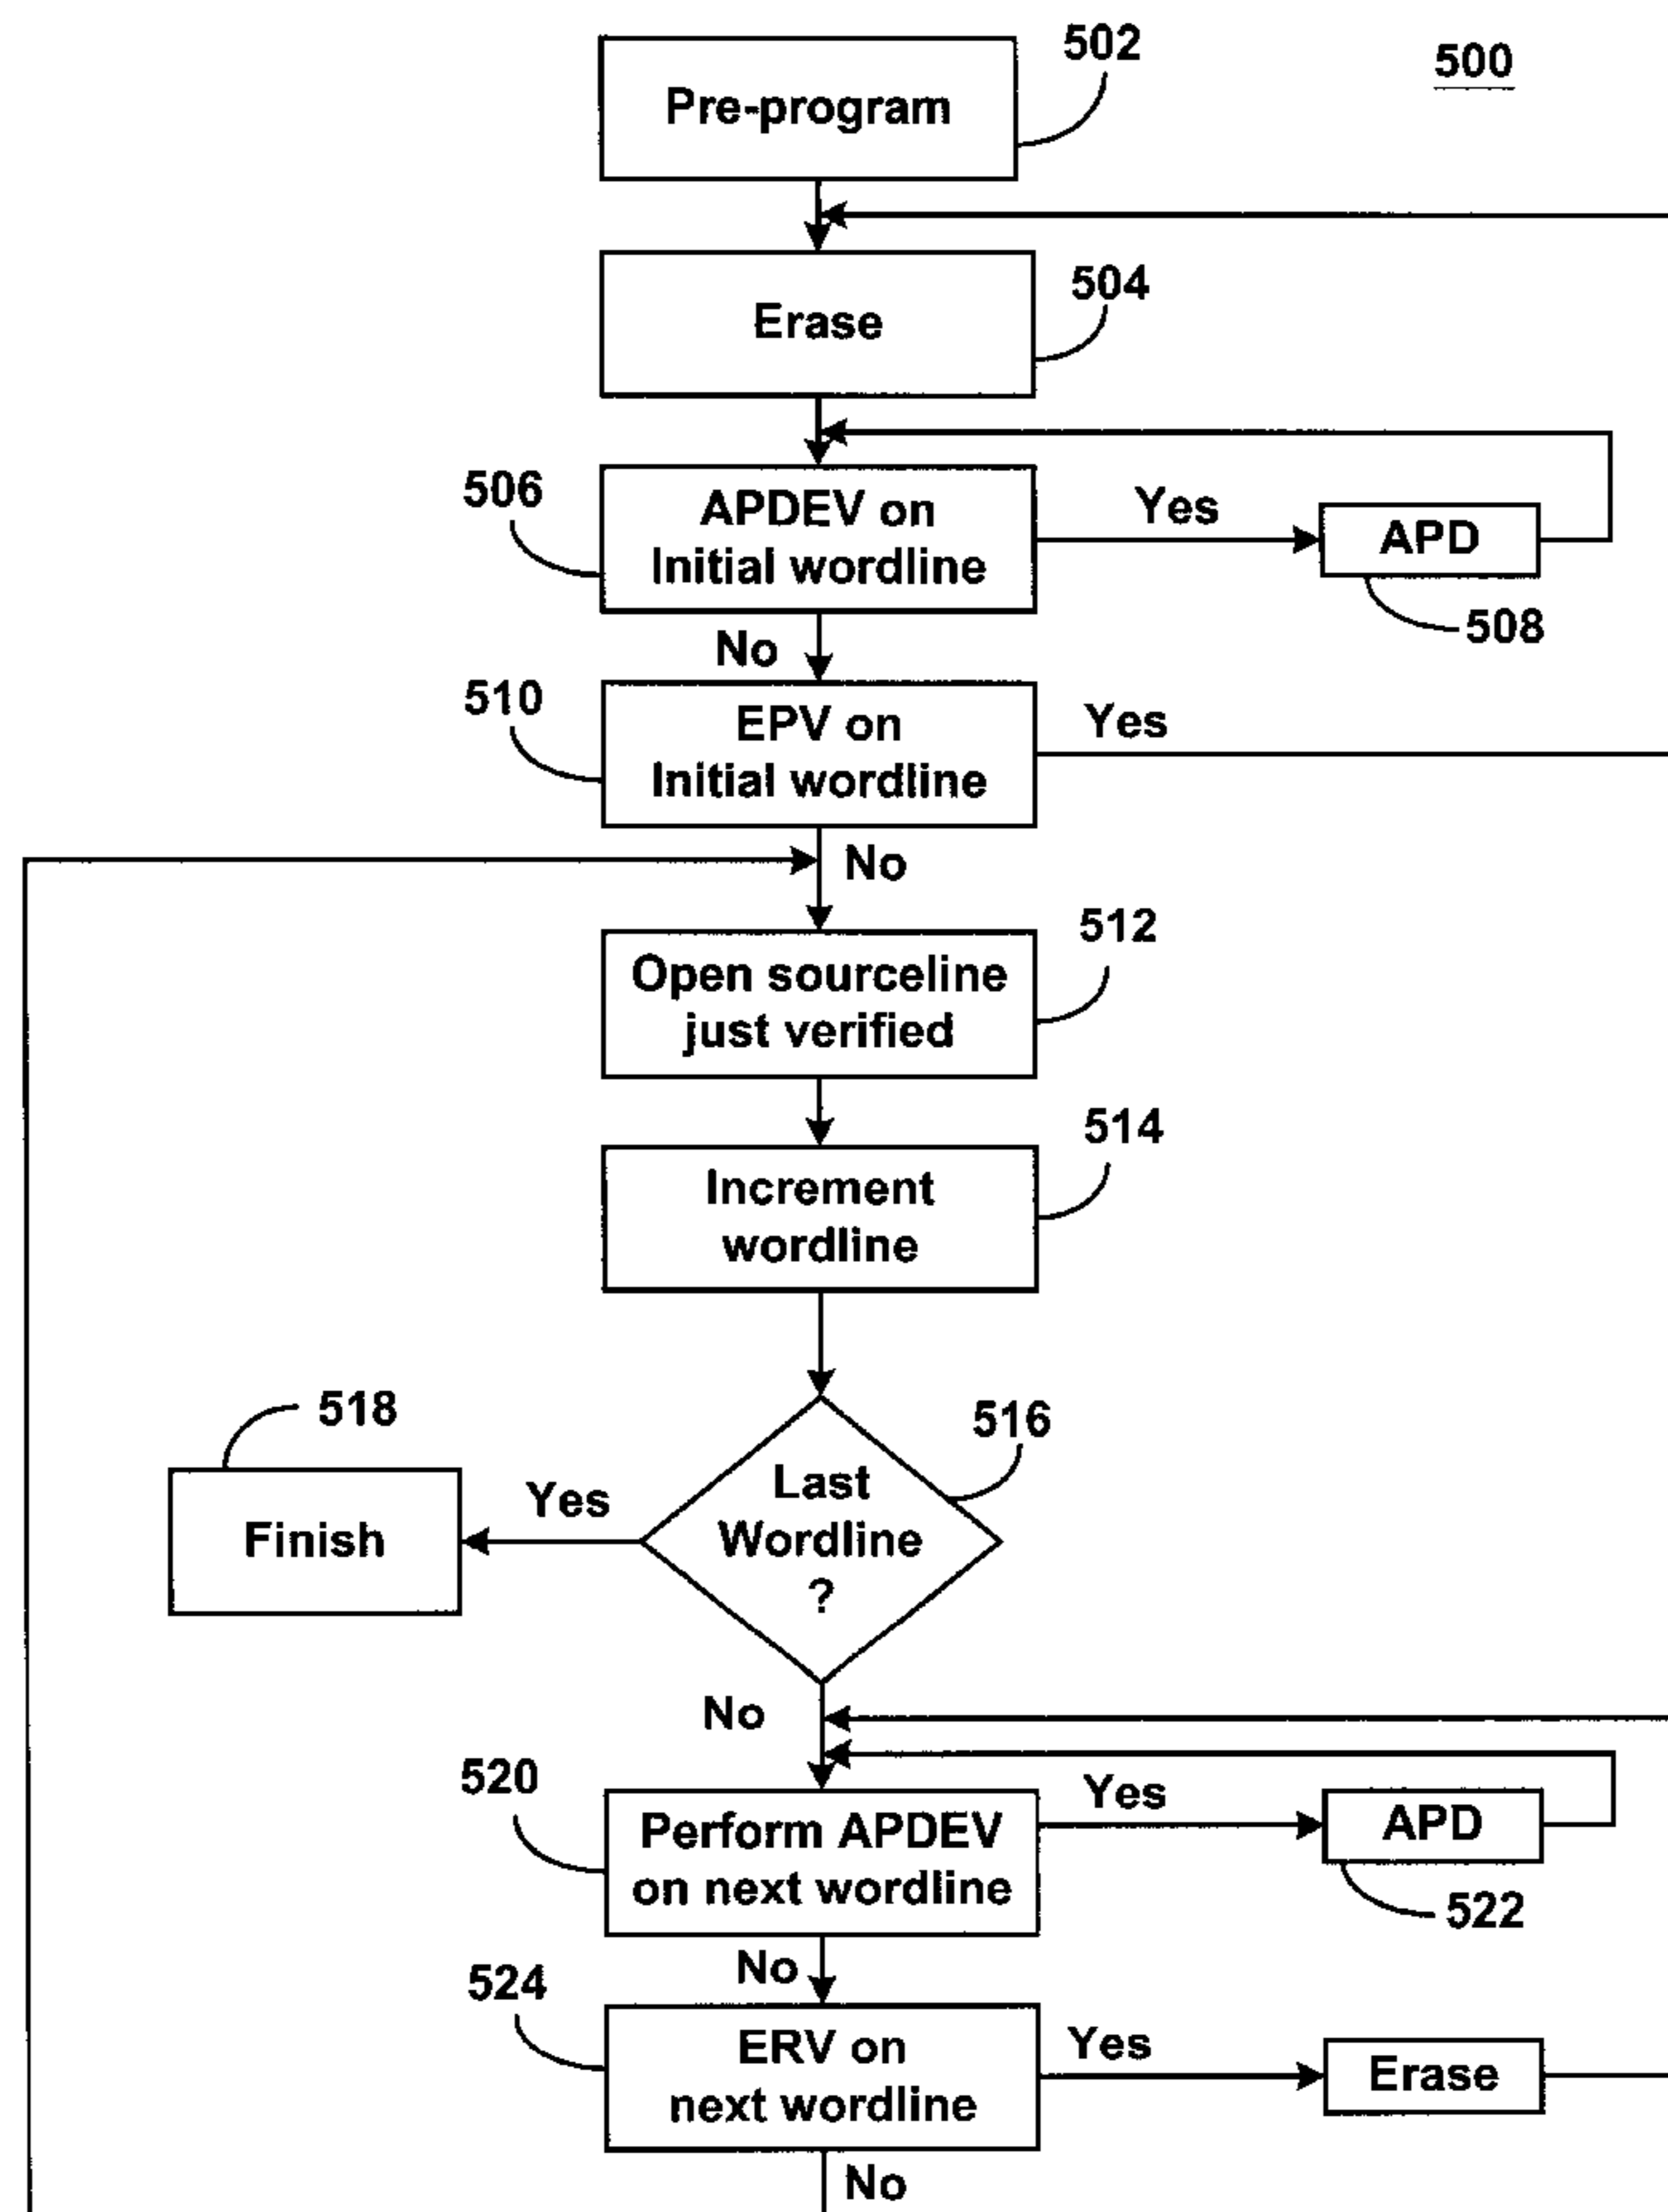 502
500
Pre-program
504
Erase
506
APDEV on
Initial wordline
Yes
APD
508
No
510
EPV on
Initial wordline
Yes
No
512
Open sourceline
just verified
514
Increment
wordline
518
516
Finish
Yes
Last
Wordline
?
No
520
Perform APDEV
on next wordline
Yes
APD
522
No
524
ERV on
next wordline
Yes
Erase
No